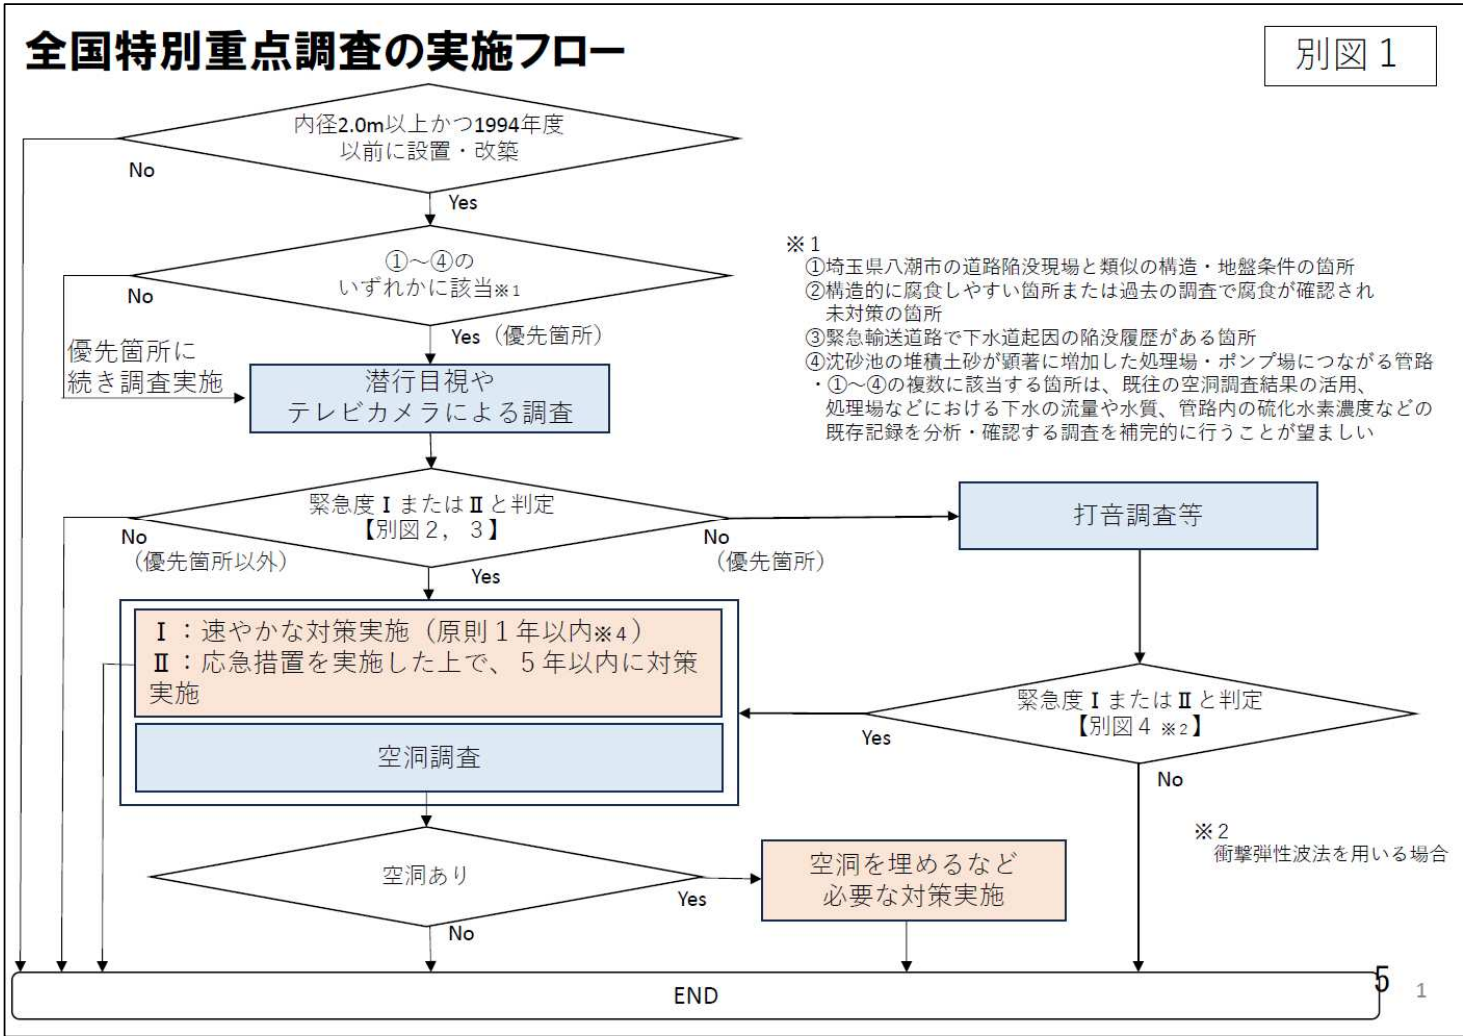 全国特別重点調査の実施フロー
別図１
内径2.0m以上かつ1994年度
以前に設置・改築
No
Yes
①～④の
いずれかに該当※1
No
Yes（優先箇所）
優先箇所に
続き調査実施
潜行目視や
テレビカメラによる調査
※１
①埼玉県八潮市の道路陥没現場と類似の構造・地盤条件の箇所
②構造的に腐食しやすい箇所または過去の調査で腐食が確認され
未対策の箇所
③緊急輸送道路で下水道起因の陥没履歴がある箇所
④沈砂池の堆積土砂が顕著に増加した処理場・ポンプ場につながる管路
・①～④の複数に該当する箇所は、既往の空洞調査結果の活用、
処理場などにおける下水の流量や水質、管路内の硫化水素濃度などの
既存記録を分析・確認する調査を補完的に行うことが望ましい
緊急度Ⅰまたは Ⅱと判定
【別図２，３】
No
（優先箇所以外）
No
（優先箇所）
Yes
打音調査等
Ⅰ：速やかな対策実施（原則１年以内※4）
Ⅱ：応急措置を実施した上で、５年以内に対策
実施
空洞調査
緊急度Ⅰまたは Ⅱと判定
【別図４ ※2】
Yes
No
※２
衝撃弾性波法を用いる場合
空洞あり
Yes
No
空洞を埋めるなど
必要な対策実施
END
5
1